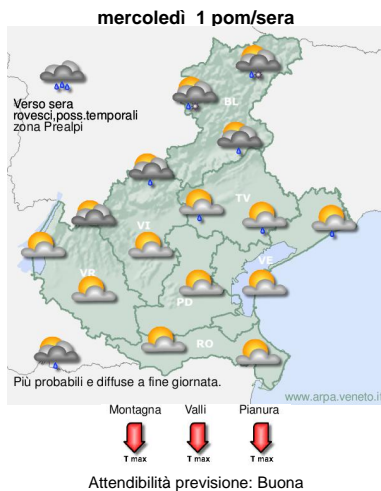 mercoledì 1 pom/sera
Verso sera
rovesci,poss.temporali
zona Prealpi
BL
TV
VI
VE
VR
PD
RO
Più probabili e diffuse a fine giornata.
www.arpa.veneto.it
Montagna Valli Pianura
T max T max T max
Attendibilità previsione: Buona